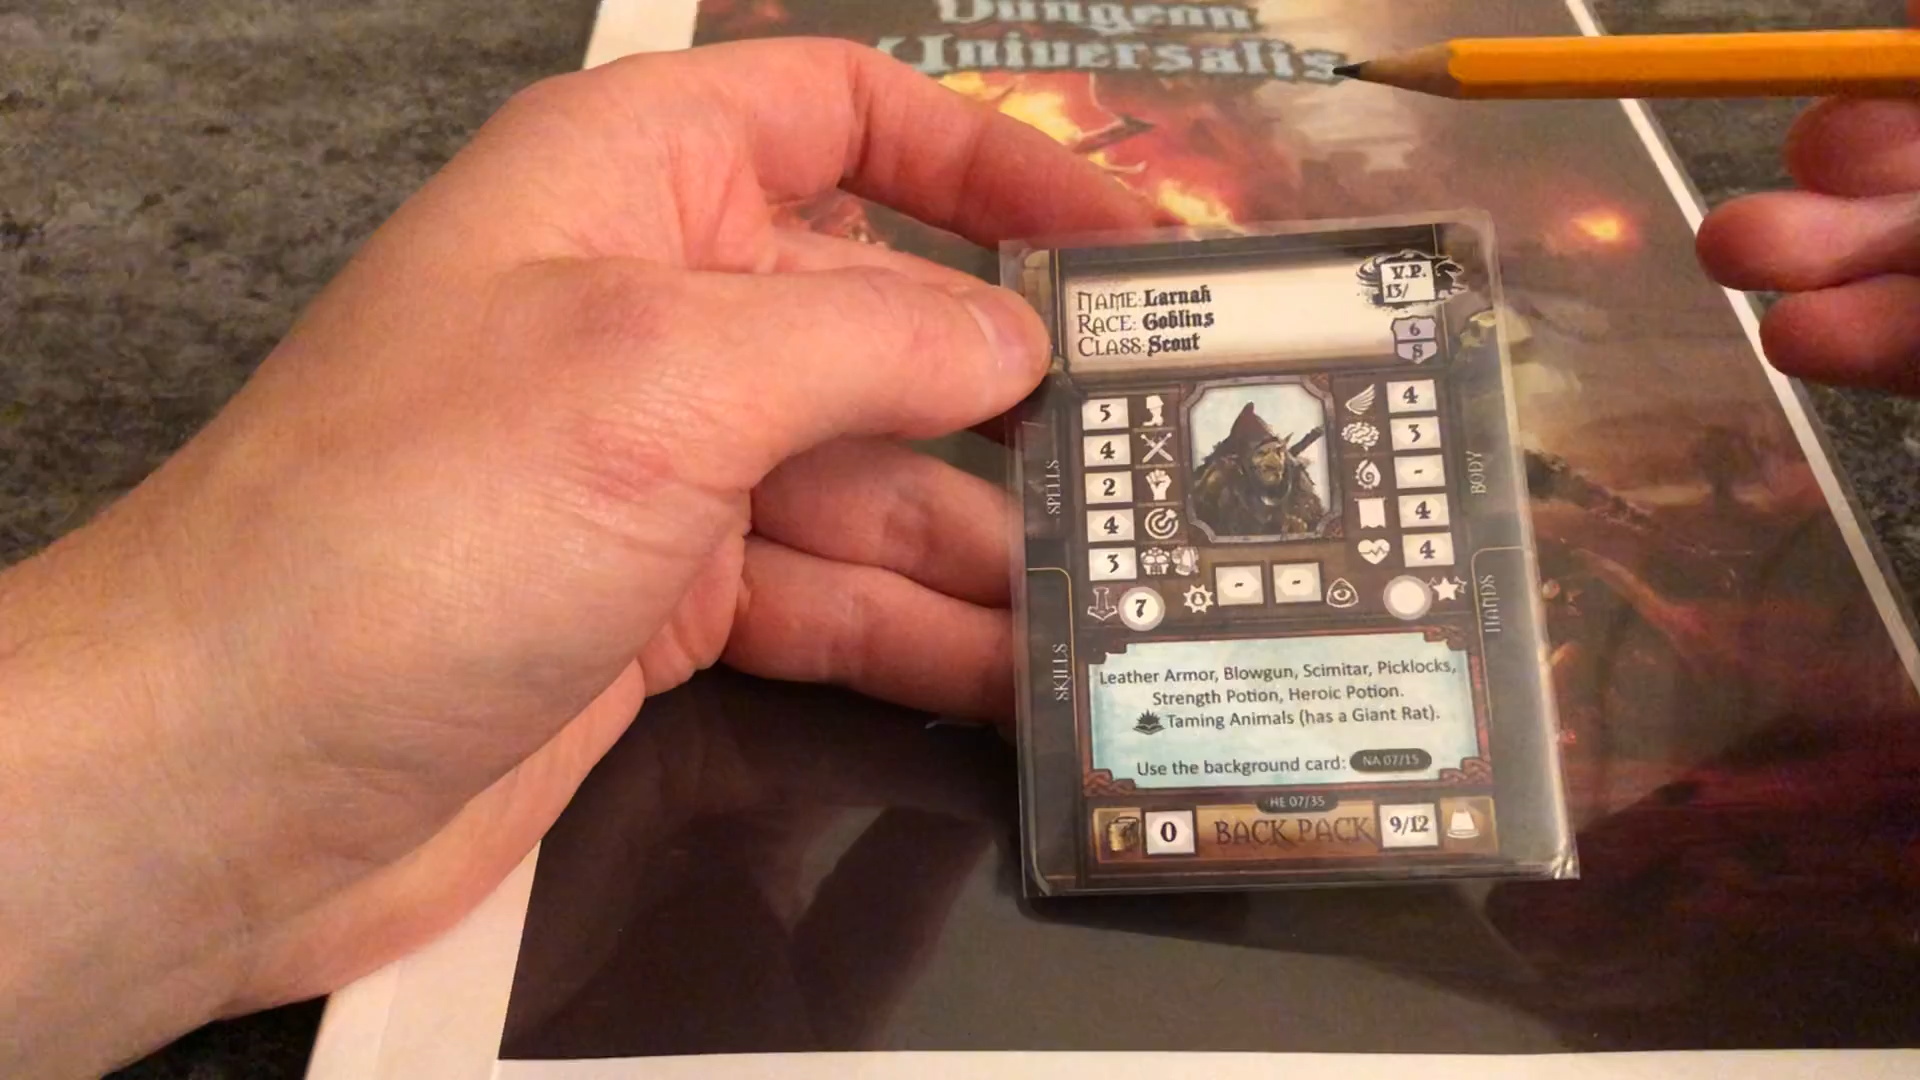 Dungeon
Universalis
NAME: Larnak
RACE: Goblins
CLASS: Scout
V.P.
13/
6
8
5
4
2
4
3
7
-
-
4
3
-
4
4
SPELLS
SKILLS
BODY
HANDS
Leather Armor, Blowgun, Scimitar, Picklocks,
Strength Potion, Heroic Potion.
Taming Animals (has a Giant Rat).
Use the background card: NA 07/15
HE 07/35
0 BACK PACK 9/12